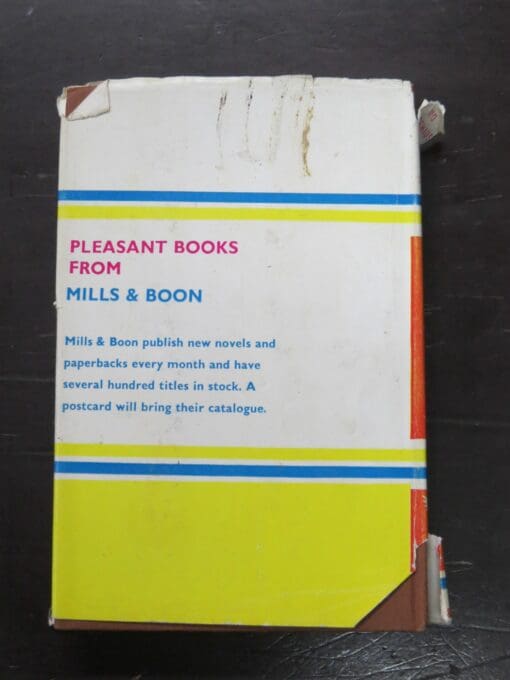 PLEASANT BOOKS
FROM
MILLS & BOON
Mills & Boon publish new novels and
paperbacks every month and have
several hundred titles in stock. A
postcard will bring their catalogue.